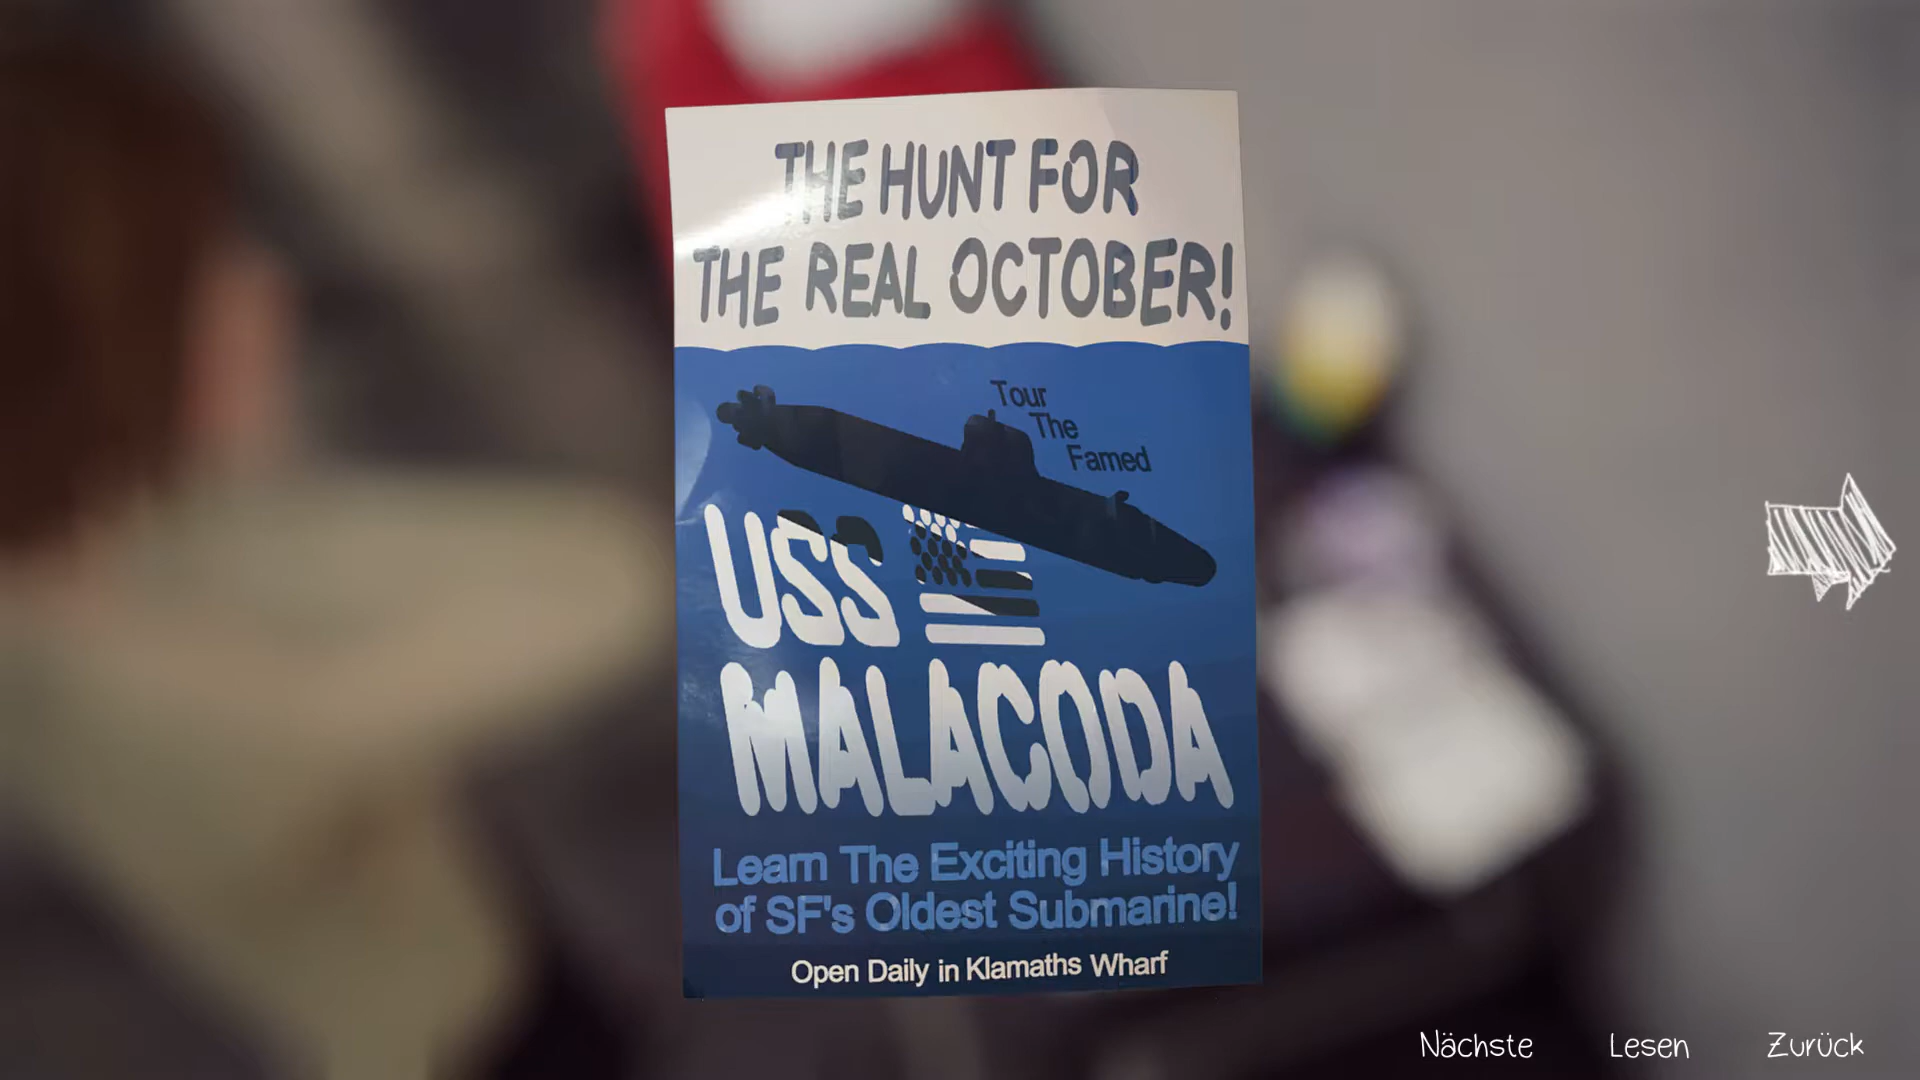 THE HUNT FOR
THE REAL OCTOBER!
Tour
The
Famed
USS
MALACODA
Learn The Exciting History
of SF's Oldest Submarine!
Open Daily in Klamaths Wharf
Nächste Lesen Zurück